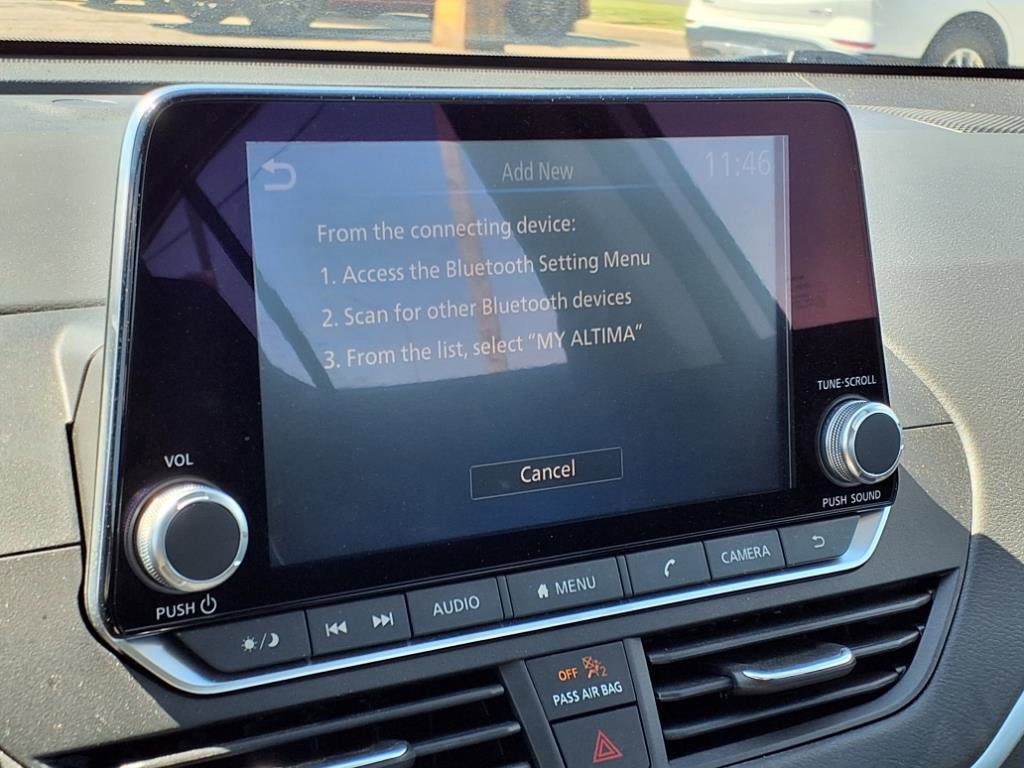 Add New
11:46
From the connecting device:
1. Access the Bluetooth Setting Menu
2. Scan for other Bluetooth devices
3. From the list, select “MY ALTIMA”
Cancel
TUNE·SCROLL
PUSH SOUND
VOL
PUSH
AUDIO
MENU
CAMERA
OFF 2
PASS AIR BAG